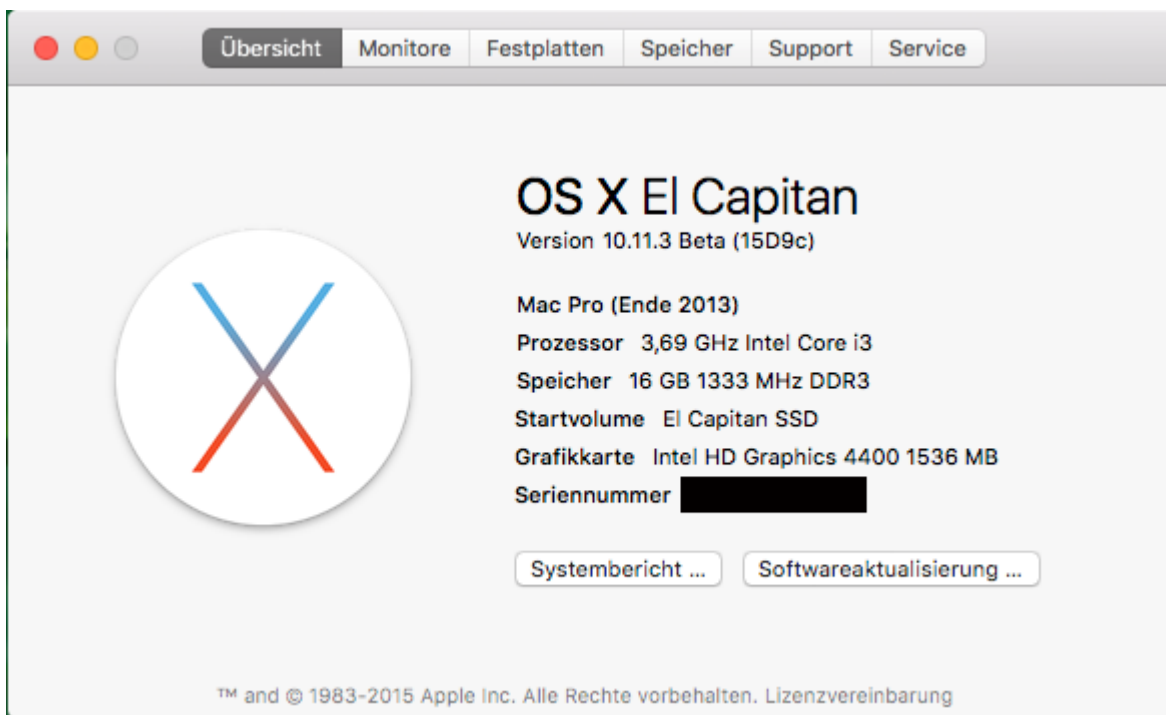 Übersicht Monitore Festplatten Speicher Support Service
OS X El Capitan
Version 10.11.3 Beta (15D9c)
Mac Pro (Ende 2013)
Prozessor 3,69 GHz Intel Core i3
Speicher 16 GB 1333 MHz DDR3
Startvolume El Capitan SSD
Grafikkarte Intel HD Graphics 4400 1536 MB
Seriennummer
Systembericht ... Softwareaktualisierung ...
™ and © 1983-2015 Apple Inc. Alle Rechte vorbehalten. Lizenzvereinbarung